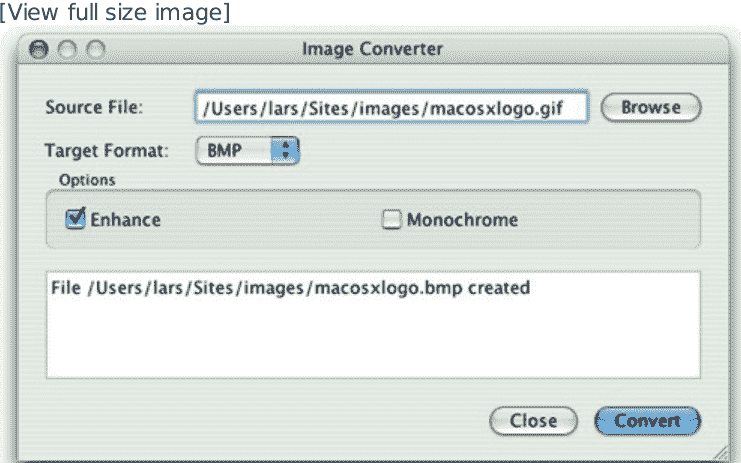 [View full size image]
Image Converter
Source File: /Users/lars/Sites/images/macosxlogo.gif Browse
Target Format: BMP
Options
Enhance Monochrome
File /Users/lars/Sites/images/macosxlogo.bmp created
Close Convert